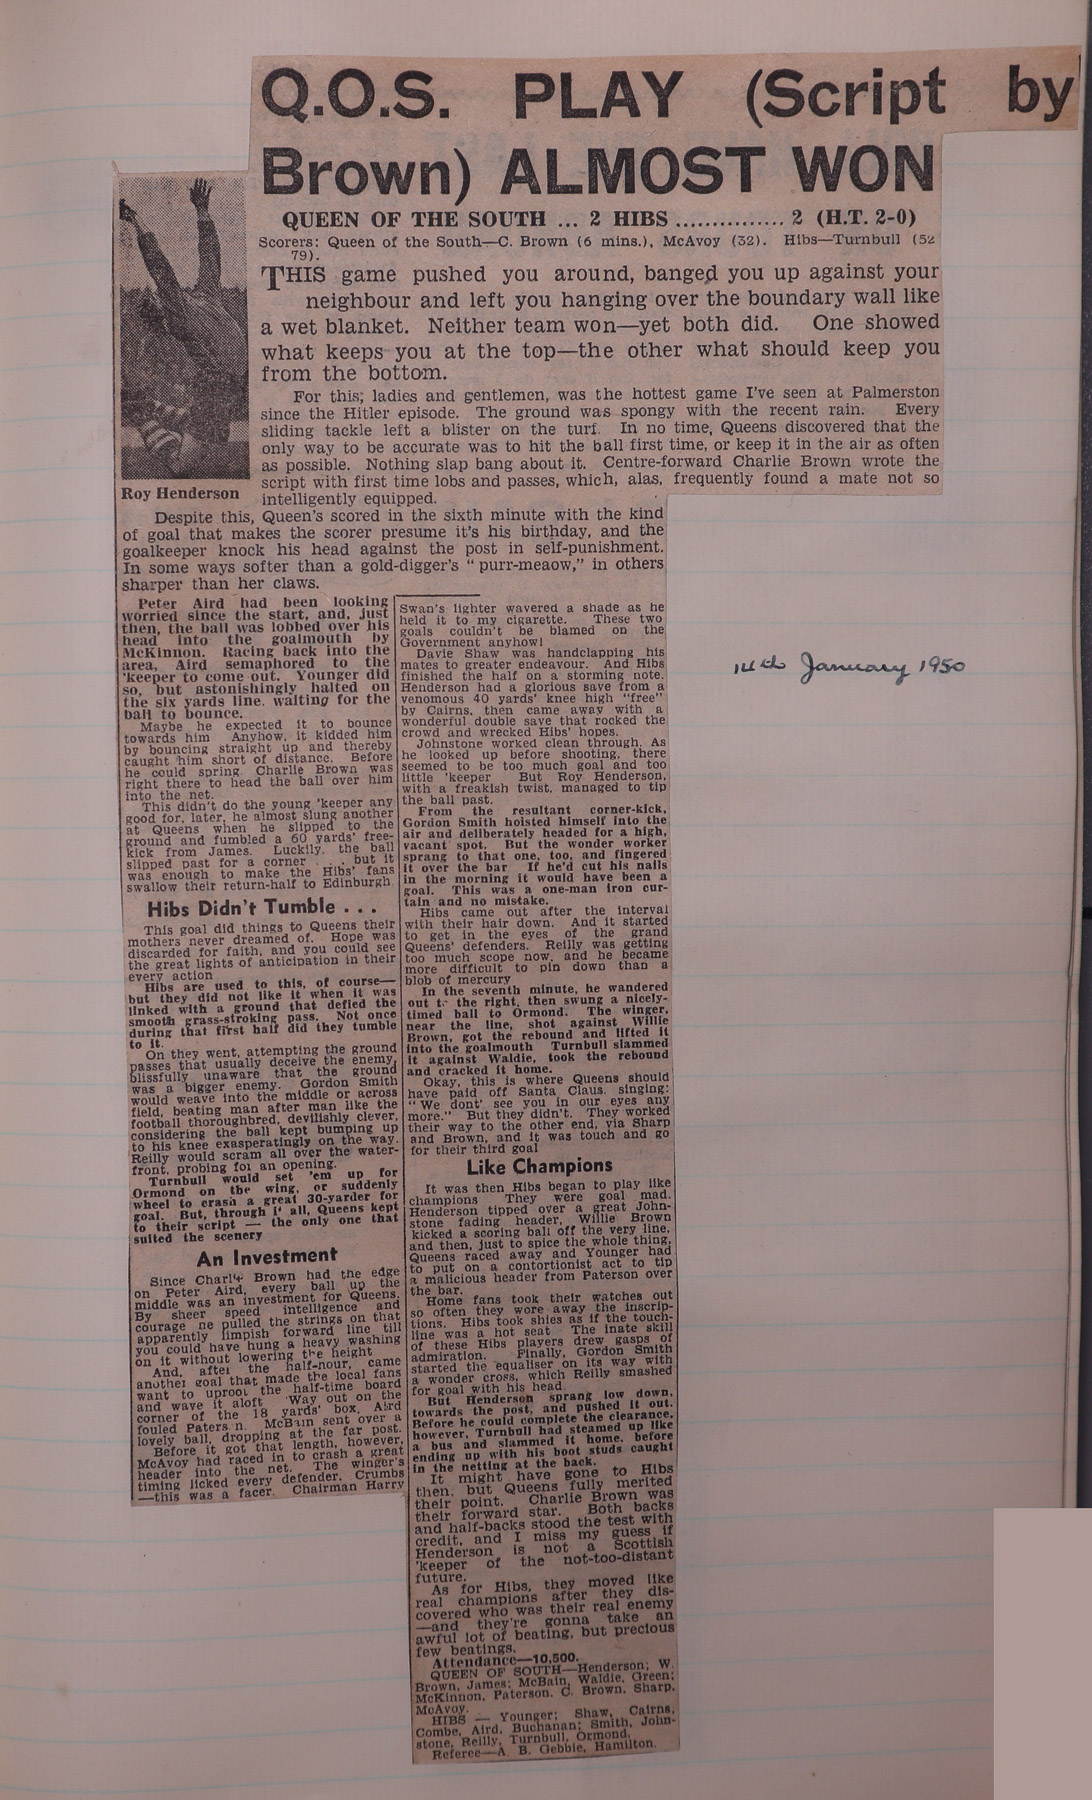 Q.O.S. PLAY (Script by
Brown) ALMOST WON
QUEEN OF THE SOUTH ... 2 HIBS .............. 2 (H.T. 2-0)
Scorers: Queen of the South—C. Brown (6 mins.), McAvoy (32). Hibs—Turnbull (52
79).
THIS game pushed you around, banged you up against your
neighbour and left you hanging over the boundary wall like
a wet blanket. Neither team won—yet both did. One showed
what keeps you at the top—the other what should keep you
from the bottom.
For this; ladies and gentlemen, was the hottest game I've seen at Palmerston
since the Hitler episode. The ground was spongy with the recent rain. Every
sliding tackle left a blister on the turf. In no time, Queens discovered that the
only way to be accurate was to hit the ball first time, or keep it in the air as often
as possible. Nothing slap bang about it. Centre-forward Charlie Brown wrote the
script with first time lobs and passes, which, alas, frequently found a mate not so
intelligently equipped.
Roy Henderson
Despite this, Queen's scored in the sixth minute with the kind
of goal that makes the scorer presume it's his birthday, and the
goalkeeper knock his head against the post in self-punishment.
In some ways softer than a gold-digger's "purr-meaow," in others
sharper than her claws.
Peter Aird had been looking
worried since the start, and, just
then, the ball was lobbed over his
head into the goalmouth by
McKinnon. Racing back into the
area, Aird semaphored to the
'keeper to come out. Younger did
so, but astonishingly halted on
the six yards line. waiting for the
ball to bounce.
Maybe he expected it to bounce
towards him Anyhow, it kidded him
by bouncing straight up and thereby
caught him short of distance. Before
he could spring Charlie Brown was
right there to head the ball over him
into the net.
This didn't do the young 'keeper any
good for, later, he almost slung another
at Queens when he slipped to the
ground and fumbled a 60 yards' free-
kick from James. Luckily. the ball
slipped past for a corner . . . but it
was enough to make the Hibs' fans
swallow their return-half to Edinburgh
Hibs Didn't Tumble . . .
This goal did things to Queens their
mothers never dreamed of. Hope was
discarded for faith, and you could see
the great lights of anticipation in their
every action
Hibs are used to this, of course—
but they did not like it when it was
linked with a ground that defied the
smooth grass-stroking pass. Not once
during that first half did they tumble
to it.
On they went, attempting the ground
passes that usually deceive the enemy,
blissfully unaware that the ground
was a bigger enemy. Gordon Smith
would weave into the middle or across
field, beating man after man like the
football thoroughbred, devilishly clever,
considering the ball kept bumping up
to his knee exasperatingly on the way.
Reilly would scram all over the water-
front, probing for an opening.
Turnbull would set 'em up for
Ormond on the wing, or suddenly
wheel to crash a great 30-yarder for
goal. But, through it all, Queens kept
to their script — the only one that
suited the scenery
An Investment
Since Charlie Brown had the edge
on Peter Aird, every ball up the
middle was an investment for Queens.
By sheer speed intelligence and
courage he pulled the strings on that
apparently limpish forward line till
you could have hung a heavy washing
on it without lowering the height
And, after the half-hour, came
another goal that made the local fans
want to uproot the half-time board
and wave it aloft 'Way out on the
corner of the 18 yards' box, Aird
fouled Paterson. McBain sent over a
lovely ball, dropping at the far post.
Before it got that length, however,
McAvoy had raced in to crash a great
header into the net. The winger's
timing licked every defender. Crumbs
—this was a facer. Chairman Harry
Swan's lighter wavered a shade as he
held it to my cigarette. These two
goals couldn't be blamed on the
Government anyhow!
Davie Shaw was handclapping his
mates to greater endeavour. And Hibs
finished the half on a storming note.
Henderson had a glorious save from a
venomous 40 yards' knee high "free"
by Cairns, then came away with a
wonderful double save that rocked the
crowd and wrecked Hibs' hopes.
Johnstone worked clean through. As
he looked up before shooting, there
seemed to be too much goal and too
little 'keeper But Roy Henderson,
with a freakish twist, managed to tip
the ball past.
From the resultant corner-kick,
Gordon Smith hoisted himself into the
air and deliberately headed for a high,
vacant spot. But the wonder worker
sprang to that one, too, and fingered
it over the bar If he'd cut his nails
in the morning it would have been a
goal. This was a one-man iron cur-
tain and no mistake.
Hibs came out after the interval
with their hair down. And it started
to get in the eyes of the grand
Queens' defenders. Reilly was getting
too much scope now, and he became
more difficult to pin down than a
blob of mercury
In the seventh minute, he wandered
out to the right, then swung a nicely-
timed ball to Ormond. The winger,
near the line, shot against Willie
Brown, got the rebound and lifted it
into the goalmouth Turnbull slammed
it against Waldie, took the rebound
and cracked it home.
Okay, this is where Queens should
have paid off Santa Claus. singing:
"We dont' see you in our eyes any
more." But they didn't. They worked
their way to the other end, via Sharp
and Brown, and it was touch and go
for their third goal
Like Champions
It was then Hibs began to play like
champions They were goal mad.
Henderson tipped over a great John-
stone fading header, Willie Brown
kicked a scoring ball off the very line,
and then, just to spice the whole thing,
Queens raced away and Younger had
to put on a contortionist act to tip
a malicious header from Paterson over
the bar.
Home fans took their watches out
so often they wore away the inscrip-
tions. Hibs took shies as if the touch-
line was a hot seat The inate skill
of these Hibs players drew gasps of
admiration. Finally, Gordon Smith
started the equaliser on its way with
a wonder cross, which Reilly smashed
for goal with his head.
But Henderson sprang low down,
towards the post, and pushed it out.
Before he could complete the clearance,
however, Turnbull had steamed up like
a bus and slammed it home. before
ending up with his boot studs caught
in the netting at the back.
It might have gone to Hibs
then, but Queens fully merited
their point. Charlie Brown was
their forward star. Both backs
and half-backs stood the test with
credit, and I miss my guess if
Henderson is not a Scottish
'keeper of the not-too-distant
future.
As for Hibs, they moved like
real champions after they dis-
covered who was their real enemy
—and they're gonna take an
awful lot of beating, but precious
few beatings.
Attendance—10,500.
QUEEN OF SOUTH—Henderson; W.
Brown, James; McBain, Waldie, Green;
McKinnon, Paterson, C. Brown, Sharp,
McAvoy.
HIBS — Younger; Shaw, Cairns,
Combe, Aird, Buchanan; Smith, John-
stone, Reilly, Turnbull, Ormond.
Referee—A. B. Gebbie, Hamilton.
14th January 1950